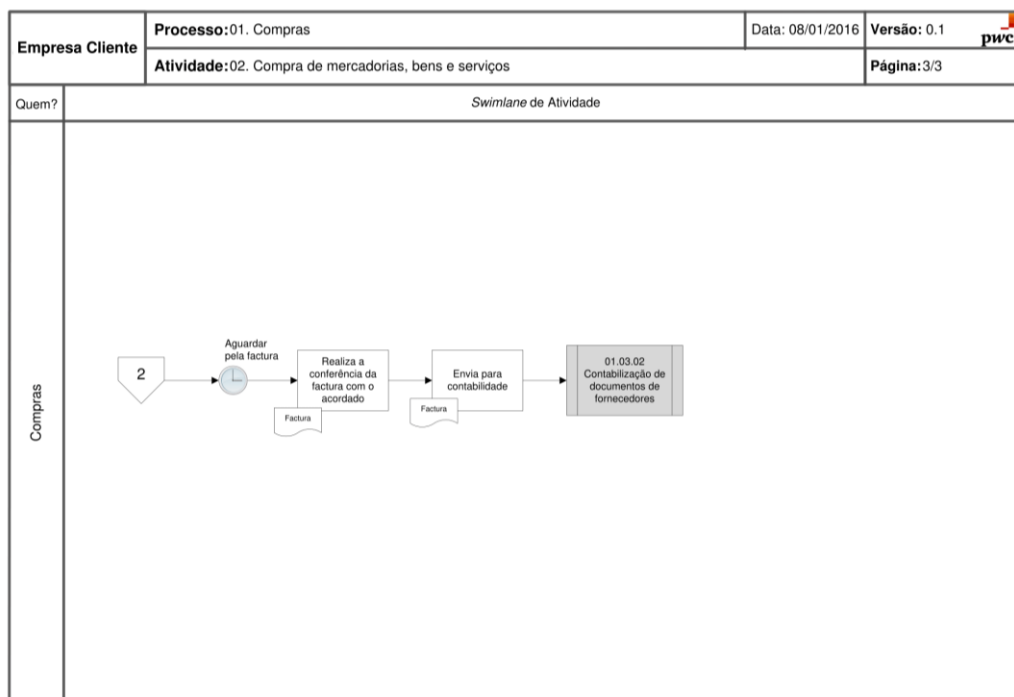 Empresa Cliente
Processo:01. Compras
Data: 08/01/2016
Versão: 0.1
pwc
Atividade:02. Compra de mercadorias, bens e serviços
Página:3/3
Quem?
Swimlane de Atividade
Compras
2
Aguardar
pela factura
Realiza a
conferência da
factura com o
acordado
Factura
Envia para
contabilidade
Factura
01.03.02
Contabilização de
documentos de
fornecedores